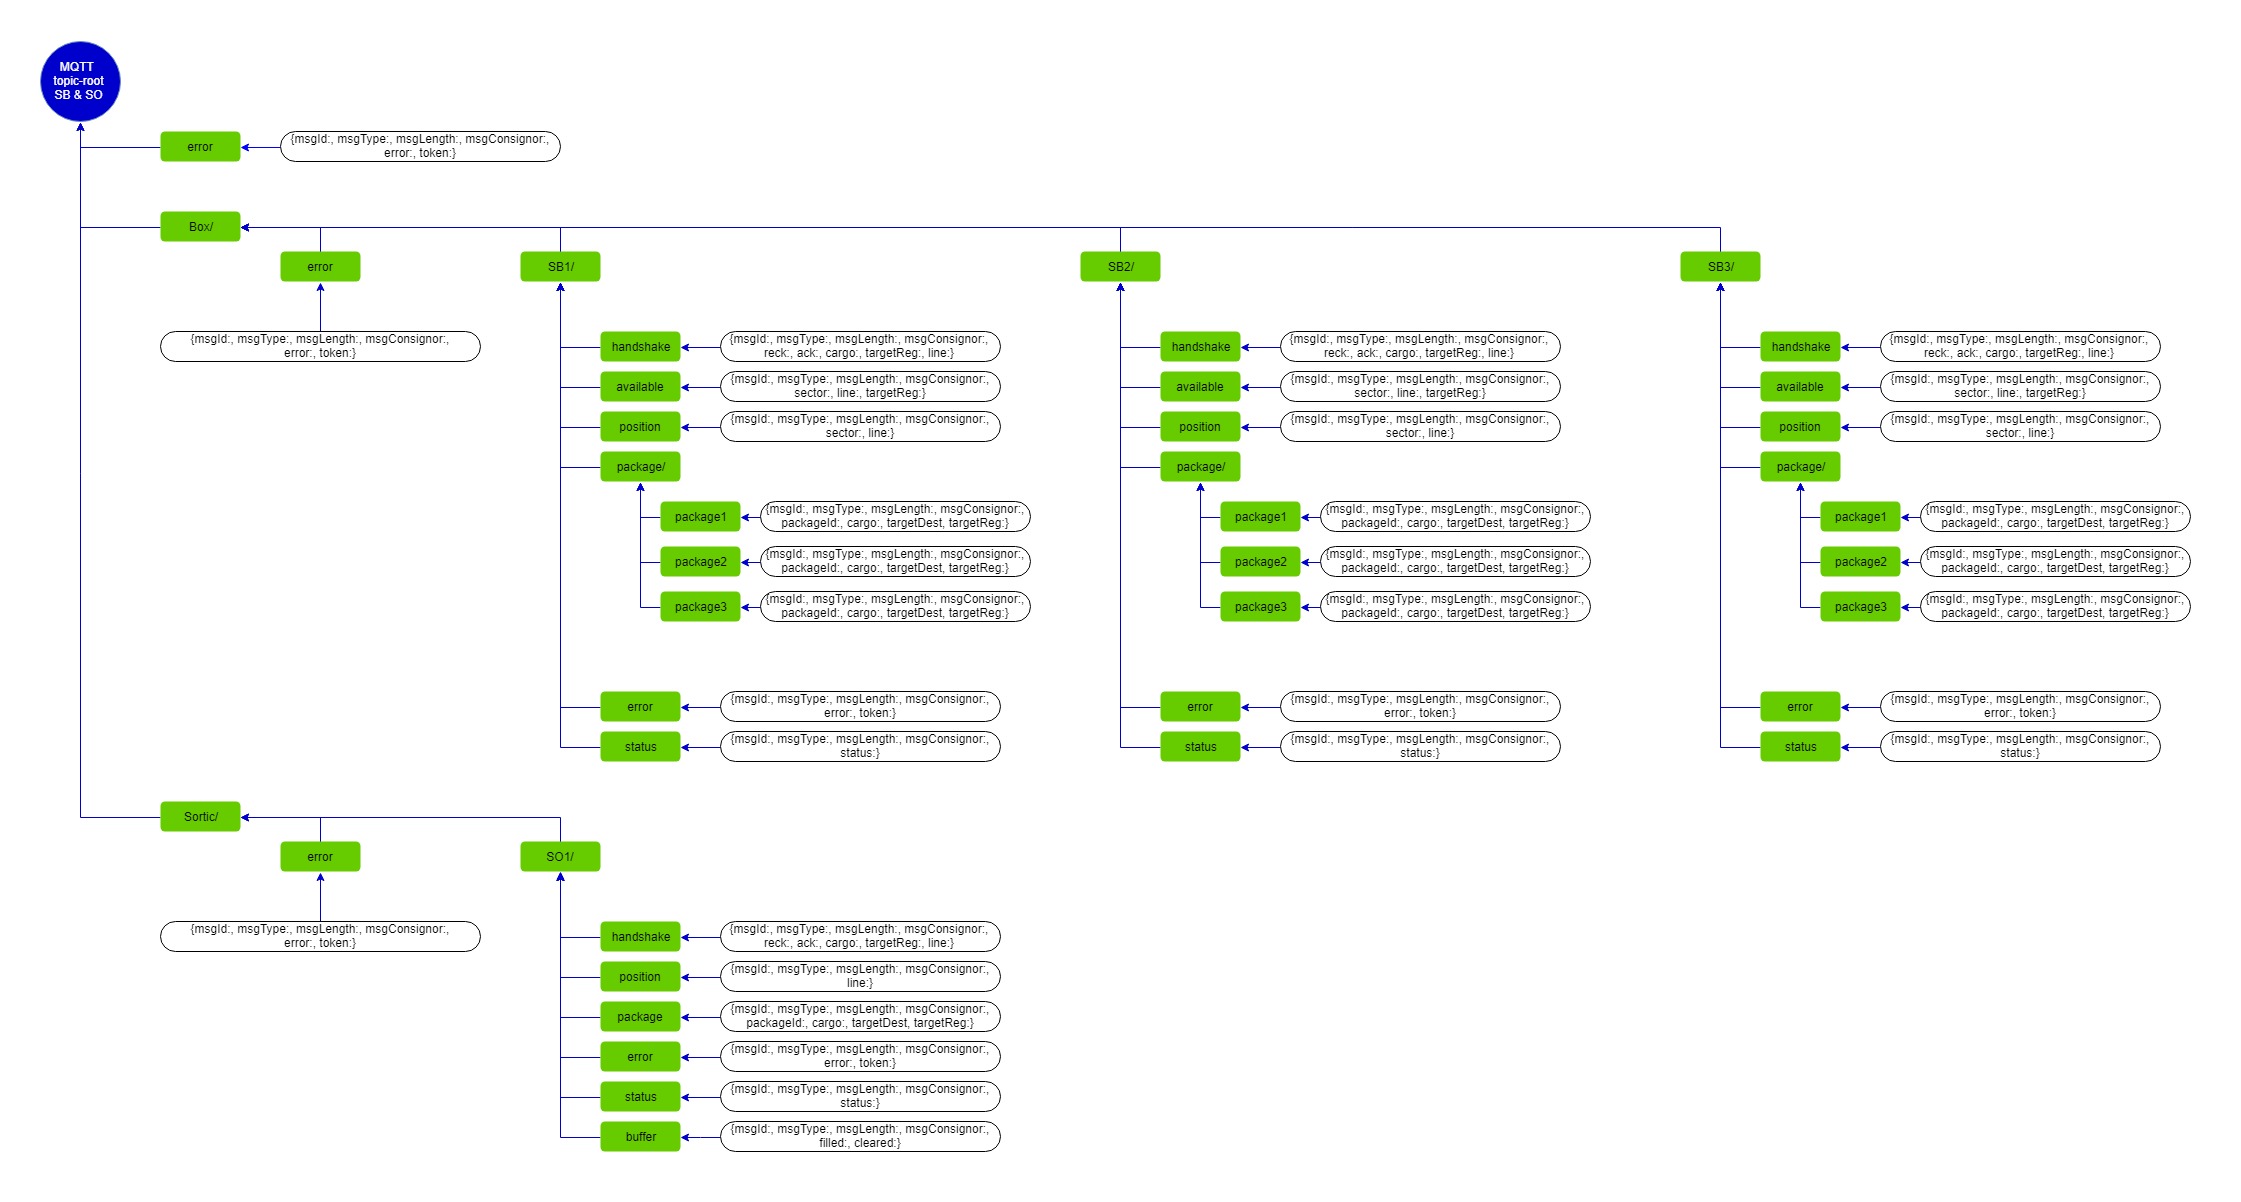 MQTT
topic-root
SB & SO
error
{msgId:, msgType:, msgLength:, msgConsignor:,
error:, token:}
Box/
error
{msgId:, msgType:, msgLength:, msgConsignor:,
error:, token:}
SB1/
handshake
{msgId:, msgType:, msgLength:, msgConsignor:,
reck:, ack:, cargo:, targetReg:, line:}
available
{msgId:, msgType:, msgLength:, msgConsignor:,
sector:, line:, targetReg:}
position
{msgId:, msgType:, msgLength:, msgConsignor:,
sector:, line:}
package/
package1
{msgId:, msgType:, msgLength:, msgConsignor:,
packageId:, cargo:, targetDest, targetReg:}
package2
{msgId:, msgType:, msgLength:, msgConsignor:,
packageId:, cargo:, targetDest, targetReg:}
package3
{msgId:, msgType:, msgLength:, msgConsignor:,
packageId:, cargo:, targetDest, targetReg:}
error
{msgId:, msgType:, msgLength:, msgConsignor:,
error:, token:}
status
{msgId:, msgType:, msgLength:, msgConsignor:,
status:}
SB2/
handshake
{msgId:, msgType:, msgLength:, msgConsignor:,
reck:, ack:, cargo:, targetReg:, line:}
available
{msgId:, msgType:, msgLength:, msgConsignor:,
sector:, line:, targetReg:}
position
{msgId:, msgType:, msgLength:, msgConsignor:,
sector:, line:}
package/
package1
{msgId:, msgType:, msgLength:, msgConsignor:,
packageId:, cargo:, targetDest, targetReg:}
package2
{msgId:, msgType:, msgLength:, msgConsignor:,
packageId:, cargo:, targetDest, targetReg:}
package3
{msgId:, msgType:, msgLength:, msgConsignor:,
packageId:, cargo:, targetDest, targetReg:}
error
{msgId:, msgType:, msgLength:, msgConsignor:,
error:, token:}
status
{msgId:, msgType:, msgLength:, msgConsignor:,
status:}
SB3/
handshake
{msgId:, msgType:, msgLength:, msgConsignor:,
reck:, ack:, cargo:, targetReg:, line:}
available
{msgId:, msgType:, msgLength:, msgConsignor:,
sector:, line:, targetReg:}
position
{msgId:, msgType:, msgLength:, msgConsignor:,
sector:, line:}
package/
package1
{msgId:, msgType:, msgLength:, msgConsignor:,
packageId:, cargo:, targetDest, targetReg:}
package2
{msgId:, msgType:, msgLength:, msgConsignor:,
packageId:, cargo:, targetDest, targetReg:}
package3
{msgId:, msgType:, msgLength:, msgConsignor:,
packageId:, cargo:, targetDest, targetReg:}
error
{msgId:, msgType:, msgLength:, msgConsignor:,
error:, token:}
status
{msgId:, msgType:, msgLength:, msgConsignor:,
status:}
Sortic/
error
{msgId:, msgType:, msgLength:, msgConsignor:,
error:, token:}
SO1/
handshake
{msgId:, msgType:, msgLength:, msgConsignor:,
reck:, ack:, cargo:, targetReg:, line:}
position
{msgId:, msgType:, msgLength:, msgConsignor:,
line:}
package
{msgId:, msgType:, msgLength:, msgConsignor:,
packageId:, cargo:, targetDest, targetReg:}
error
{msgId:, msgType:, msgLength:, msgConsignor:,
error:, token:}
status
{msgId:, msgType:, msgLength:, msgConsignor:,
status:}
buffer
{msgId:, msgType:, msgLength:, msgConsignor:,
filled:, cleared:}